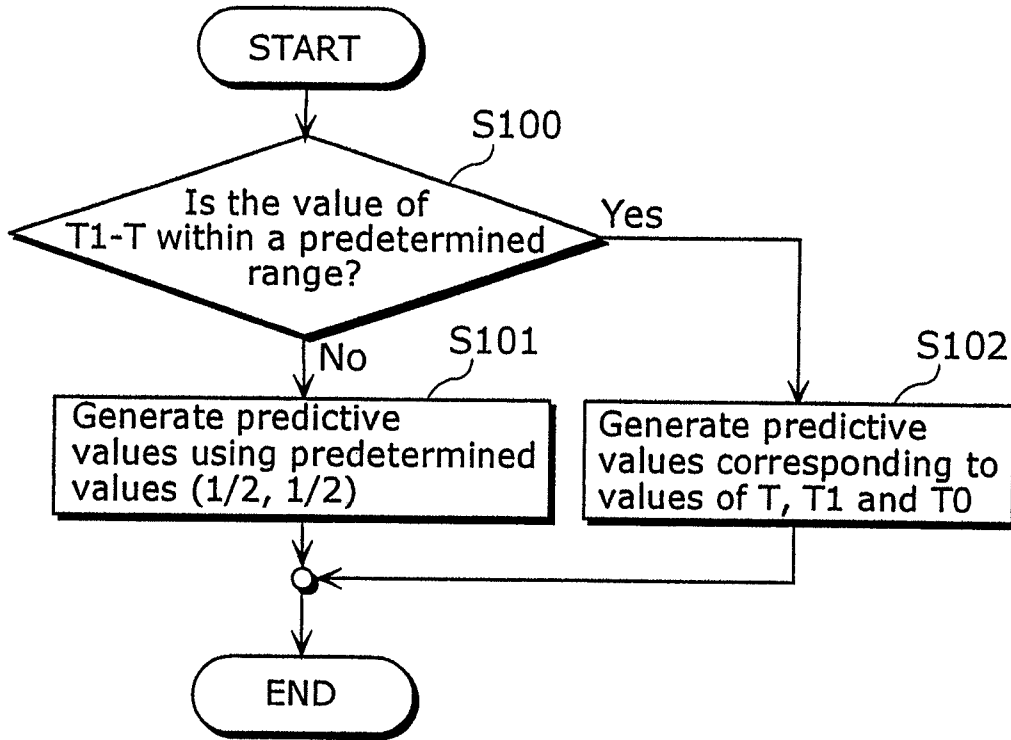 START
S100
Is the value of
T1-T within a predetermined
range?
Yes
No
S101
Generate predictive
values using predetermined
values (1/2, 1/2)
S102
Generate predictive
values corresponding to
values of T, T1 and T0
END